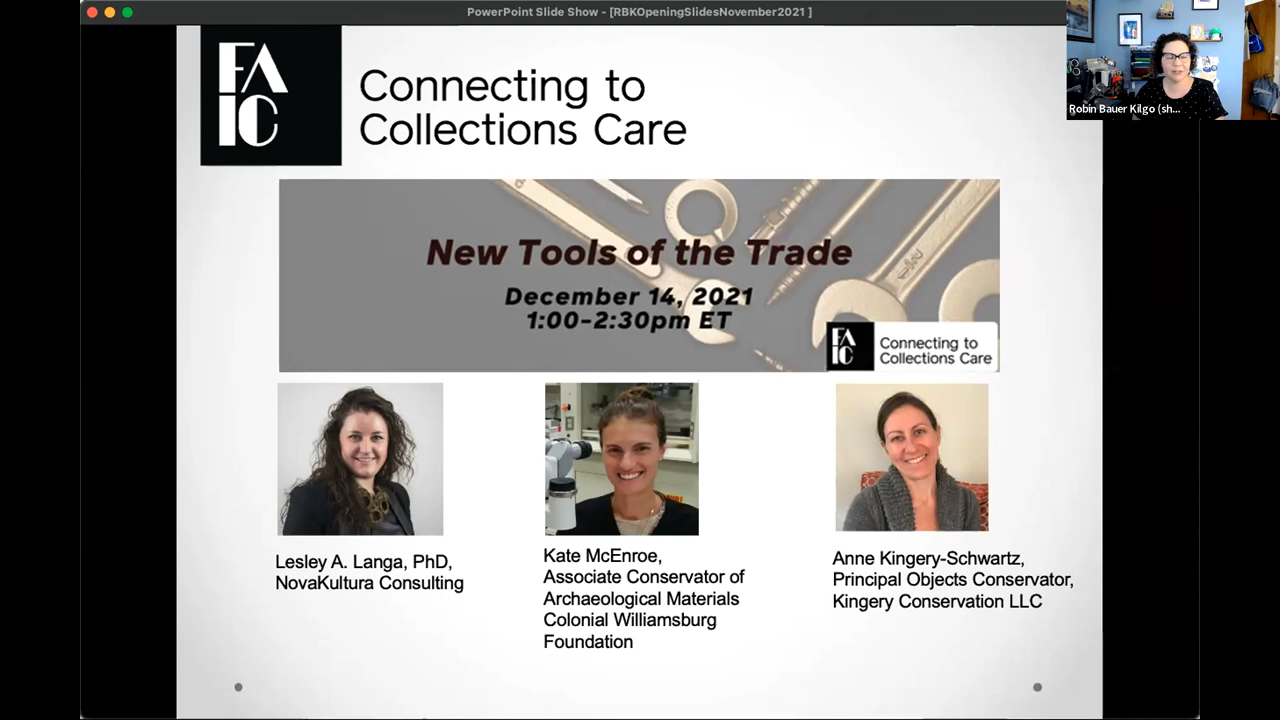 PowerPoint Slide Show - [RBKOpeningSlidesNovember2021 ]
Robin Bauer Kilgo (sh...
FA
IC
Connecting to
Collections Care
New Tools of the Trade
December 14, 2021
1:00-2:30pm ET
FA
IC
Connecting to
Collections Care
Lesley A. Langa, PhD,
NovaKultura Consulting
Kate McEnroe,
Associate Conservator of
Archaeological Materials
Colonial Williamsburg
Foundation
Anne Kingery-Schwartz,
Principal Objects Conservator,
Kingery Conservation LLC